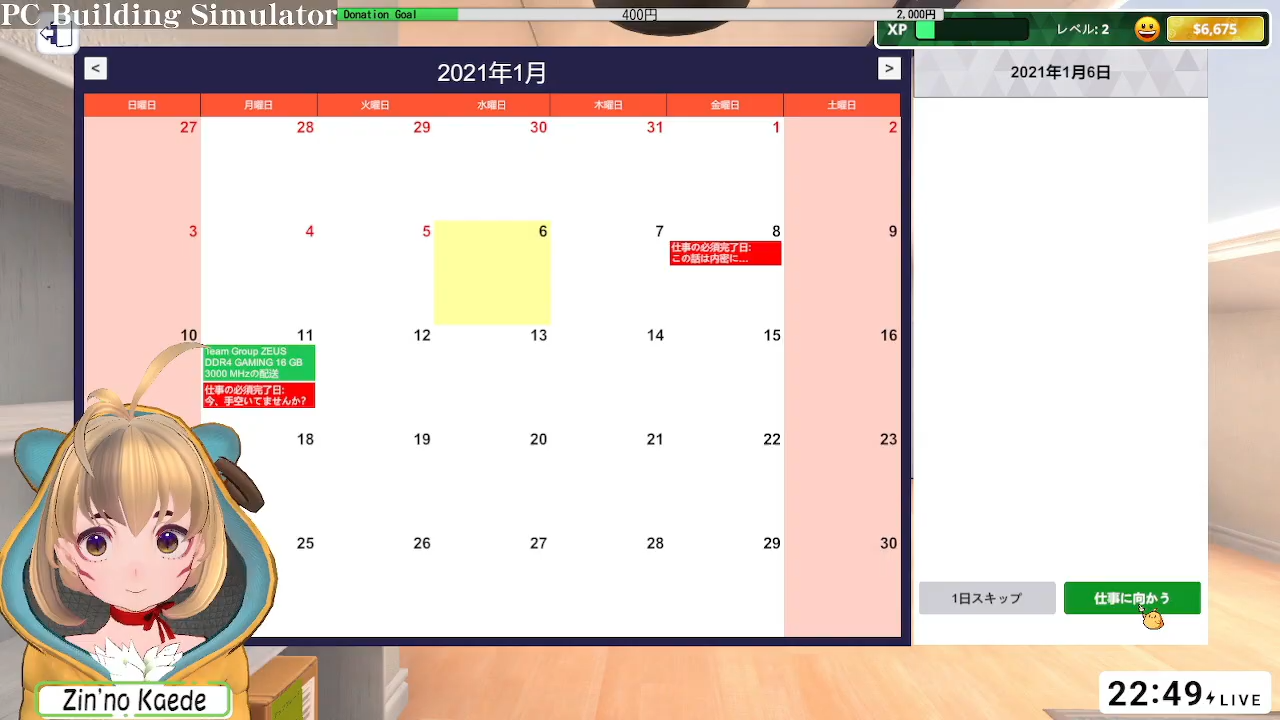 PC Building Simulator
Donation Goal
400円
2,000円
XP
レベル: 2
$6,675
<
2021年1月
>
2021年1月6日
日曜日
月曜日
火曜日
水曜日
木曜日
金曜日
土曜日
27
28
29
30
31
1
2
3
4
5
6
7
8
9
仕事の必須完了日:
この話は内密に...
10
11
12
13
14
15
16
Team Group ZEUS
DDR4 GAMING 16 GB
3000 MHzの配送
仕事の必須完了日:
今、手空いてませんか?
18
19
20
21
22
23
25
26
27
28
29
30
1日スキップ
仕事に向かう
Zin'no Kaede
22:49 LIVE